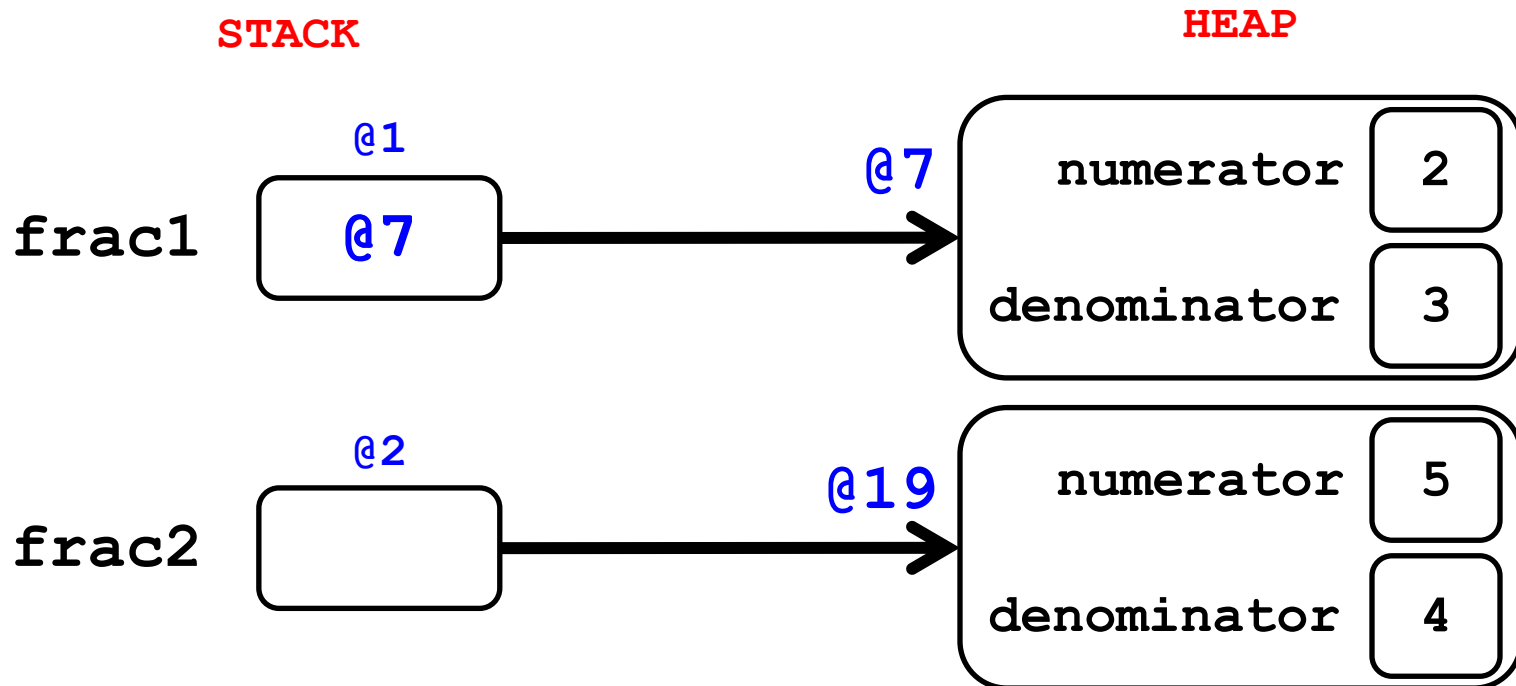 STACK
HEAP
@1
@7
numerator 2
frac1 @7
denominator 3
@2
@19
numerator 5
frac2
denominator 4